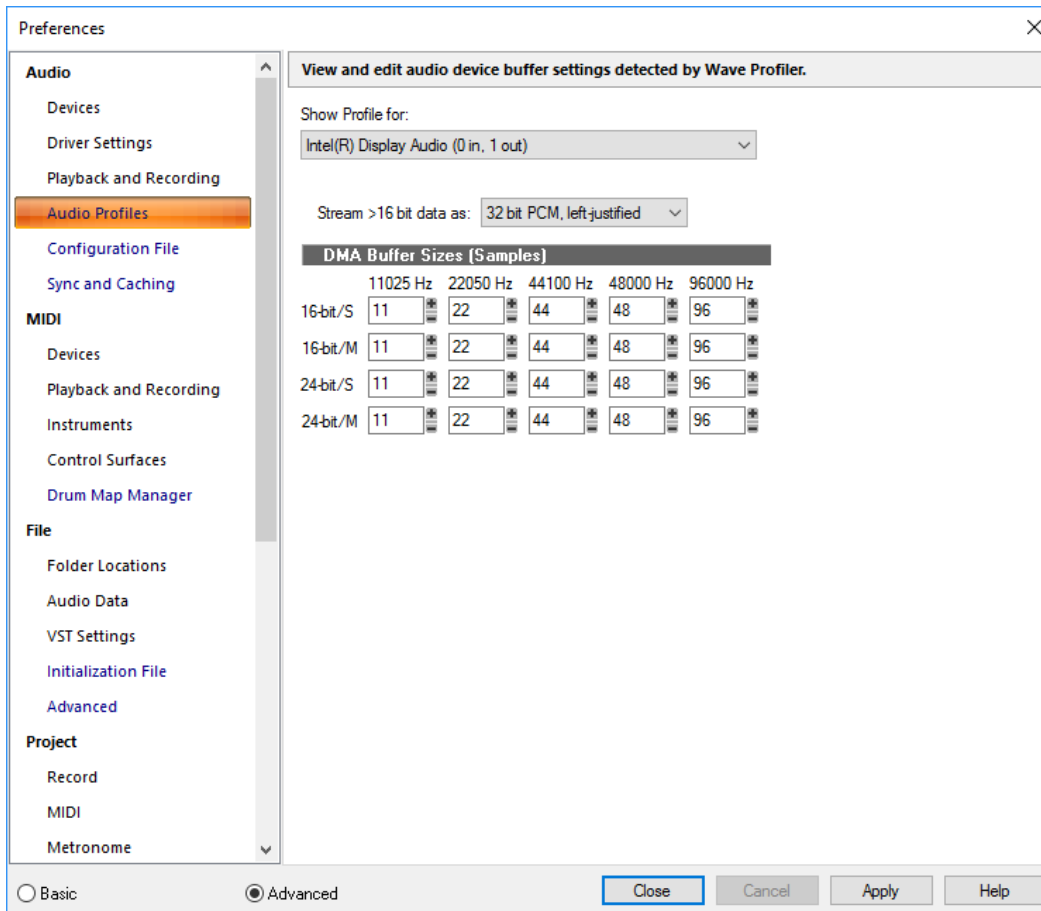 Preferences
Audio
Devices
Driver Settings
Playback and Recording
Audio Profiles
Configuration File
Sync and Caching
MIDI
Devices
Playback and Recording
Instruments
Control Surfaces
Drum Map Manager
File
Folder Locations
Audio Data
VST Settings
Initialization File
Advanced
Project
Record
MIDI
Metronome
View and edit audio device buffer settings detected by Wave Profiler.
Show Profile for:
Intel(R) Display Audio (0 in, 1 out)
Stream >16 bit data as: 32 bit PCM, left-justified
DMA Buffer Sizes (Samples)
11025 Hz 22050 Hz 44100 Hz 48000 Hz 96000 Hz
16-bit/S 11 22 44 48 96
16-bit/M 11 22 44 48 96
24-bit/S 11 22 44 48 96
24-bit/M 11 22 44 48 96
Basic Advanced Close Cancel Apply Help